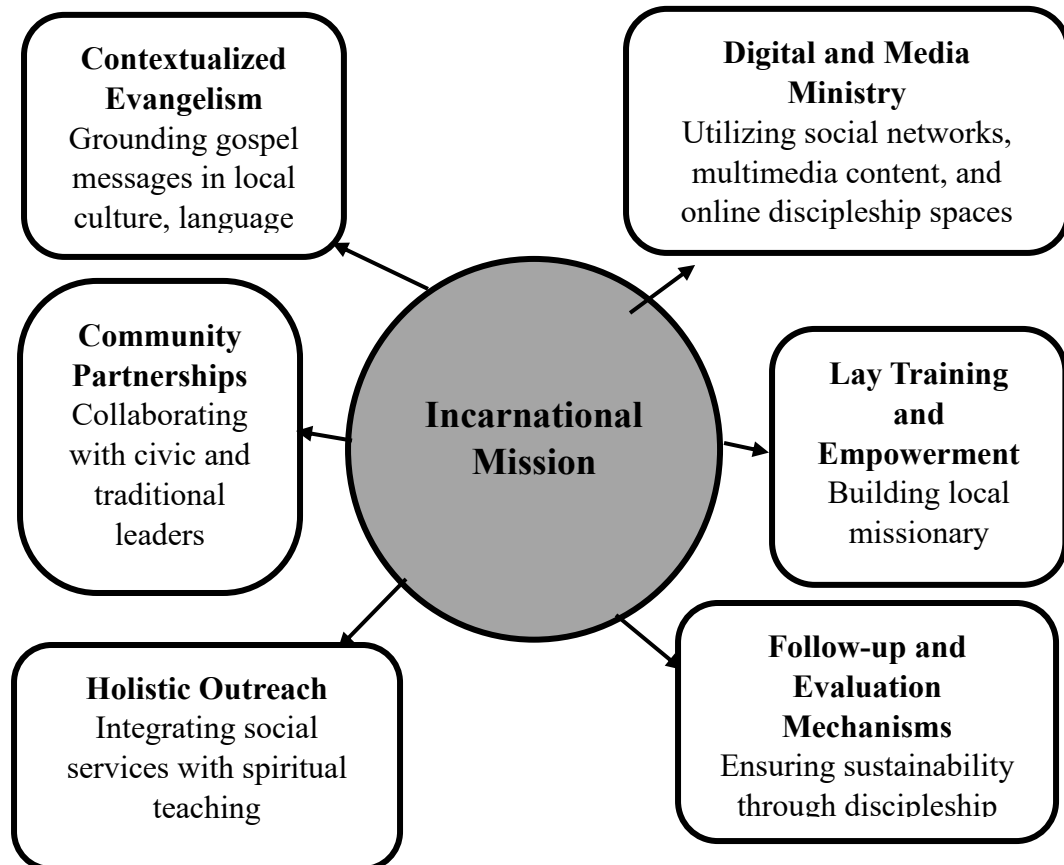 Contextualized
Evangelism
Grounding gospel
messages in local
culture, language
Digital and Media
Ministry
Utilizing social networks,
multimedia content, and
online discipleship spaces
Community
Partnerships
Collaborating
with civic and
traditional
leaders
Incarnational
Mission
Lay Training
and
Empowerment
Building local
missionary
Holistic Outreach
Integrating social
services with spiritual
teaching
Follow-up and
Evaluation
Mechanisms
Ensuring sustainability
through discipleship